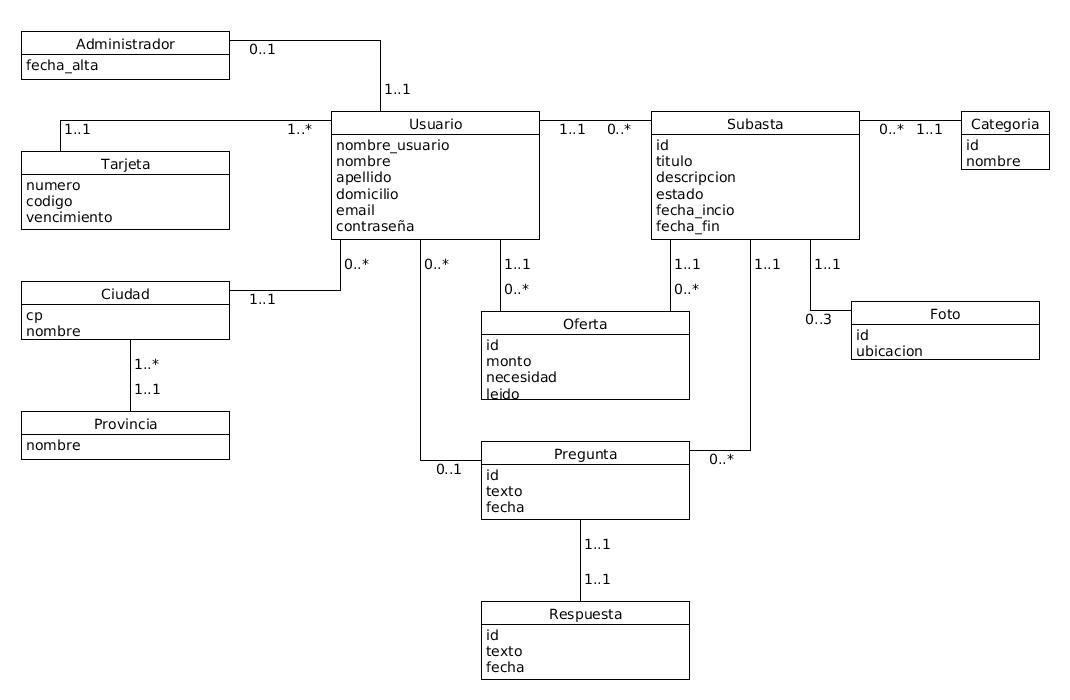 Administrador
fecha_alta
0..1
1..1
1..1
1..*
Tarjeta
numero
codigo
vencimiento
Usuario
nombre_usuario
nombre
apellido
domicilio
email
contraseña
1..1 0..*
Subasta
id
titulo
descripcion
estado
fecha_incio
fecha_fin
0..* 1..1
Categoria
id
nombre
0..*
1..1
Ciudad
cp
nombre
1..*
1..1
Provincia
nombre
0..*
0..1
1..1
0..*
1..1
0..*
Oferta
id
monto
necesidad
leido
1..1
0..*
1..1
0..3
Foto
id
ubicacion
Pregunta
id
texto
fecha
1..1
1..1
Respuesta
id
texto
fecha